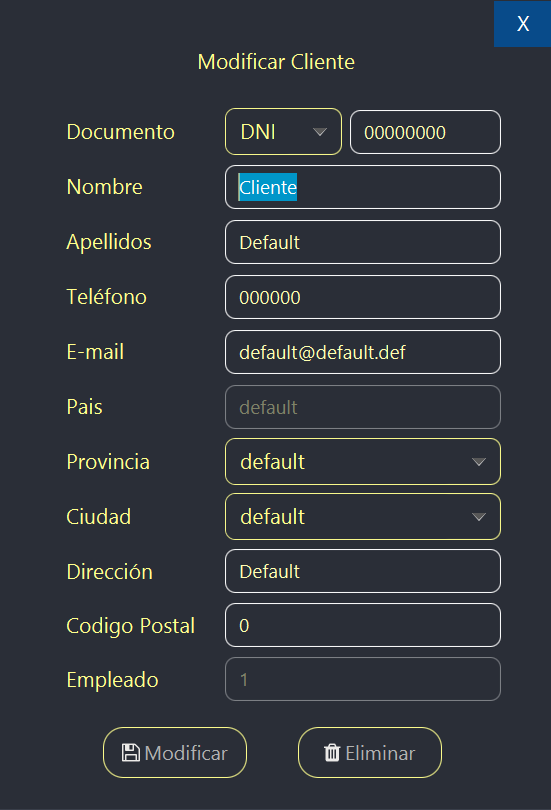 X
Modificar Cliente
Documento DNI 00000000
Nombre Cliente
Apellidos Default
Teléfono 000000
E-mail default@default.def
Pais default
Provincia default
Ciudad default
Dirección Default
Codigo Postal 0
Empleado 1
Modificar Eliminar